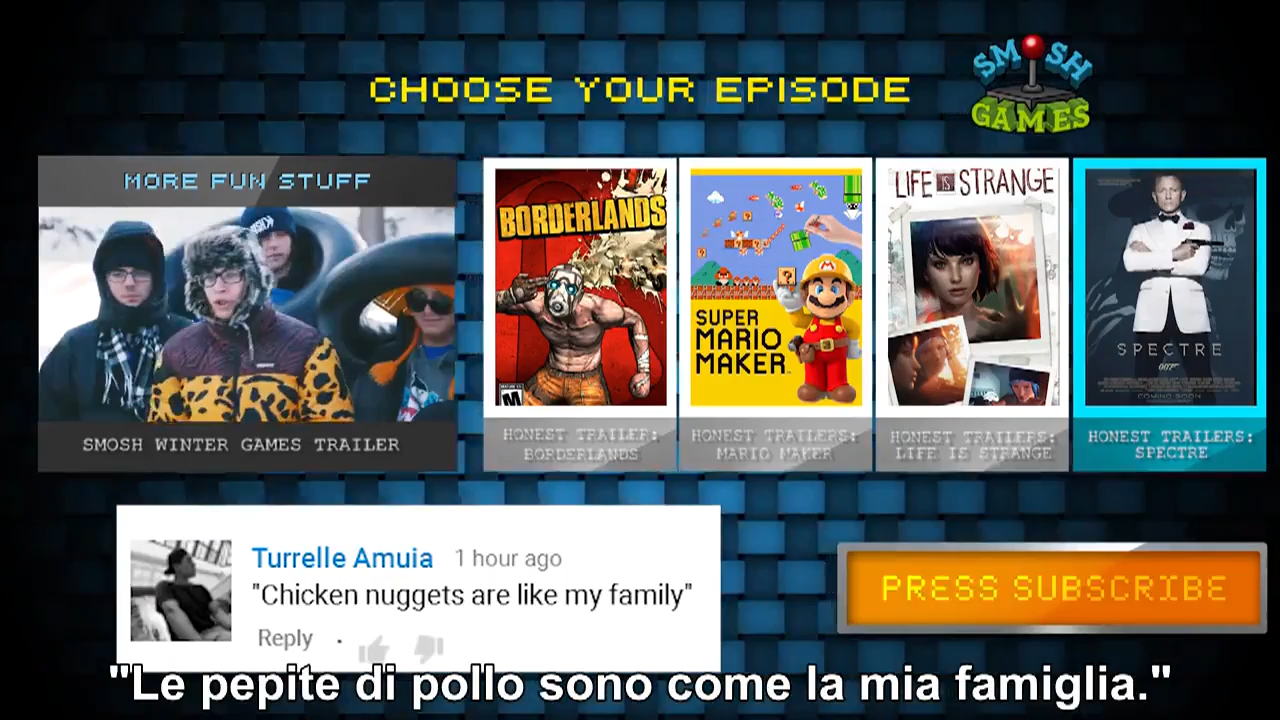 CHOOSE YOUR EPISODE
SMOSH
GAMES
MORE FUN STUFF
SMOSH WINTER GAMES TRAILER
BORDERLANDS
M
HONEST TRAILER:
BORDERLANDS
SUPER
MARIO
MAKER
HONEST TRAILERS:
MARIO MAKER
LIFE IS STRANGE
HONEST TRAILERS:
LIFE IS STRANGE
SPECTRE
007
COMING SOON
HONEST TRAILERS:
SPECTRE
Turrelle Amuia 1 hour ago
"Chicken nuggets are like my family"
Reply
PRESS SUBSCRIBE
"Le pepite di pollo sono come la mia famiglia."